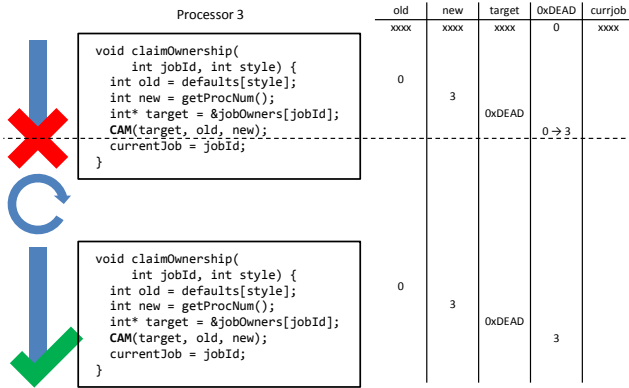 Processor 3
old new target 0xDEAD currjob
xxxx xxxx xxxx 0 xxxx
void claimOwnership(
int jobId, int style) {
int old = defaults[style];
int new = getProcNum();
int* target = &jobOwners[jobId];
CAM(target, old, new);
currentJob = jobId;
}
0
3
0xDEAD
0 → 3
void claimOwnership(
int jobId, int style) {
int old = defaults[style];
int new = getProcNum();
int* target = &jobOwners[jobId];
CAM(target, old, new);
currentJob = jobId;
}
0
3
0xDEAD
3